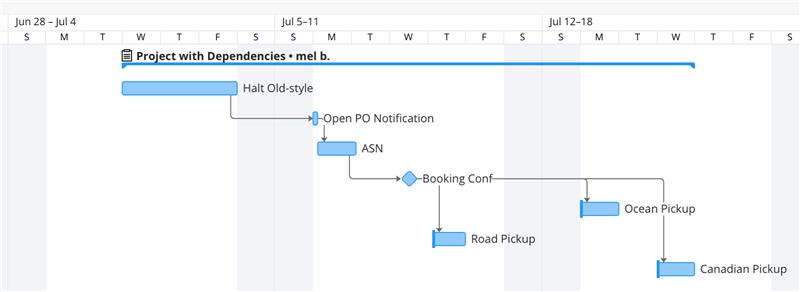 Jun 28 – Jul 4 Jul 5–11 Jul 12–18
S M T W T F S S M T W T F S S M T W T F S
Project with Dependencies • mel b.
Halt Old-style
Open PO Notification
ASN
Booking Conf
Ocean Pickup
Road Pickup
Canadian Pickup